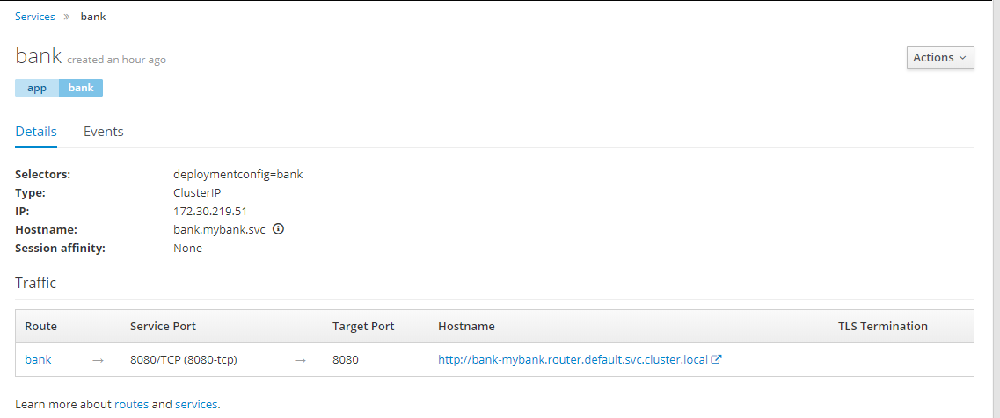 Services » bank
bank created an hour ago
Actions
app bank
Details Events
Selectors: deploymentconfig=bank
Type: ClusterIP
IP: 172.30.219.51
Hostname: bank.mybank.svc
Session affinity: None
Traffic
Route Service Port Target Port Hostname TLS Termination
bank → 8080/TCP (8080-tcp) → 8080 http://bank-mybank.router.default.svc.cluster.local
Learn more about routes and services.